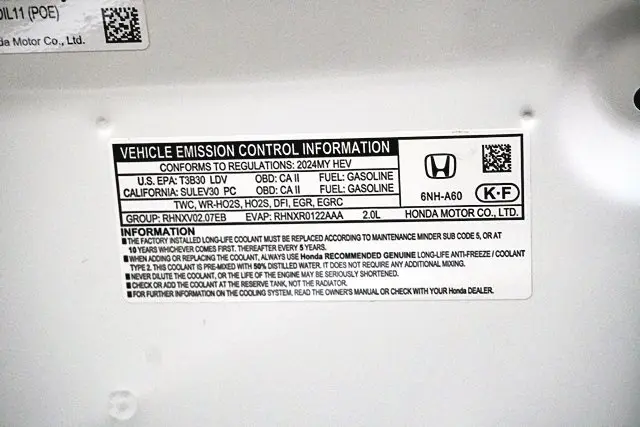 OIL11 (POE)
da Motor Co., Ltd.
VEHICLE EMISSION CONTROL INFORMATION
CONFORMS TO REGULATIONS: 2024MY HEV
U.S. EPA: T3B30 LDV OBD: CA II FUEL: GASOLINE
CALIFORNIA: SULEV30 PC OBD: CA II FUEL: GASOLINE
TWC, WR-HO2S, HO2S, DFI, EGR, EGRC
GROUP: RHNXV02.07EB EVAP: RHNXR0122AAA 2.0L
6NH-A60 K-F
HONDA MOTOR CO., LTD.
INFORMATION
■THE FACTORY INSTALLED LONG-LIFE COOLANT MUST BE REPLACED ACCORDING TO MAINTENANCE MINDER SUB CODE 5, OR AT
10 YEARS WHICHEVER COMES FIRST. THEREAFTER EVERY 5 YEARS.
■WHEN ADDING OR REPLACING THE COOLANT, ALWAYS USE Honda RECOMMENDED GENUINE LONG-LIFE ANTI-FREEZE / COOLANT
TYPE 2. THIS COOLANT IS PRE-MIXED WITH 50% DISTILLED WATER. IT DOES NOT REQUIRE ANY ADDITIONAL MIXING.
■NEVER DILUTE THE COOLANT, OR THE LIFE OF THE ENGINE MAY BE SERIOUSLY SHORTENED.
■CHECK OR ADD THE COOLANT AT THE RESERVE TANK, NOT THE RADIATOR.
■FOR FURTHER INFORMATION ON THE COOLING SYSTEM, READ THE OWNER'S MANUAL OR CHECK WITH YOUR Honda DEALER.